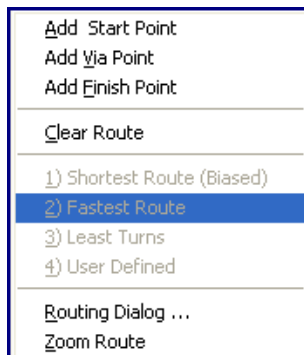 Add Start Point
Add Via Point
Add Finish Point
Clear Route
1) Shortest Route (Biased)
2) Fastest Route
3) Least Turns
4) User Defined
Routing Dialog ...
Zoom Route